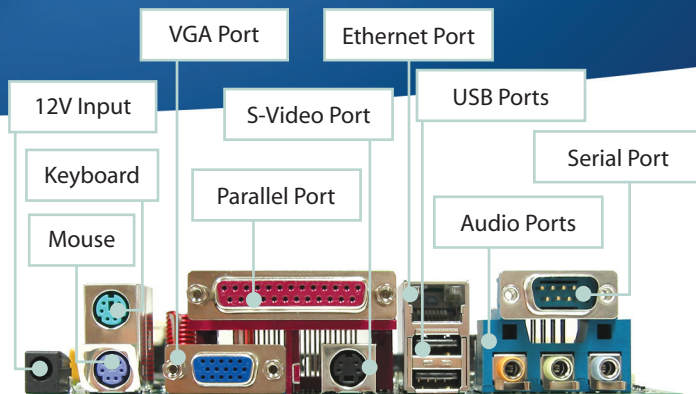 VGA Port
Ethernet Port
12V Input
S-Video Port
USB Ports
Keyboard
Parallel Port
Serial Port
Mouse
Audio Ports